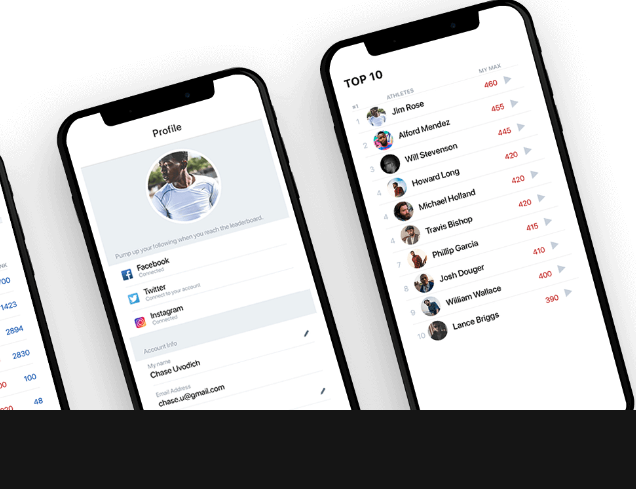 NK
700
1423
2894
2830
100
48
Profile
Pump up your following when you reach the leaderboard.
Facebook
Connected
Twitter
Connect to your account
Instagram
Connected
Account Info
My name
Chase Uvodich
Email Address
chase.u@gmail.com
TOP 10
ATHLETES MY MAX
1 Jim Rose 460
2 Alford Mendez 455
3 Will Stevenson 445
4 Howard Long 420
4 Michael Holland 420
4 Travis Bishop 420
7 Phillip Garcia 415
8 Josh Douger 410
9 William Wallace 400
10 Lance Briggs 390